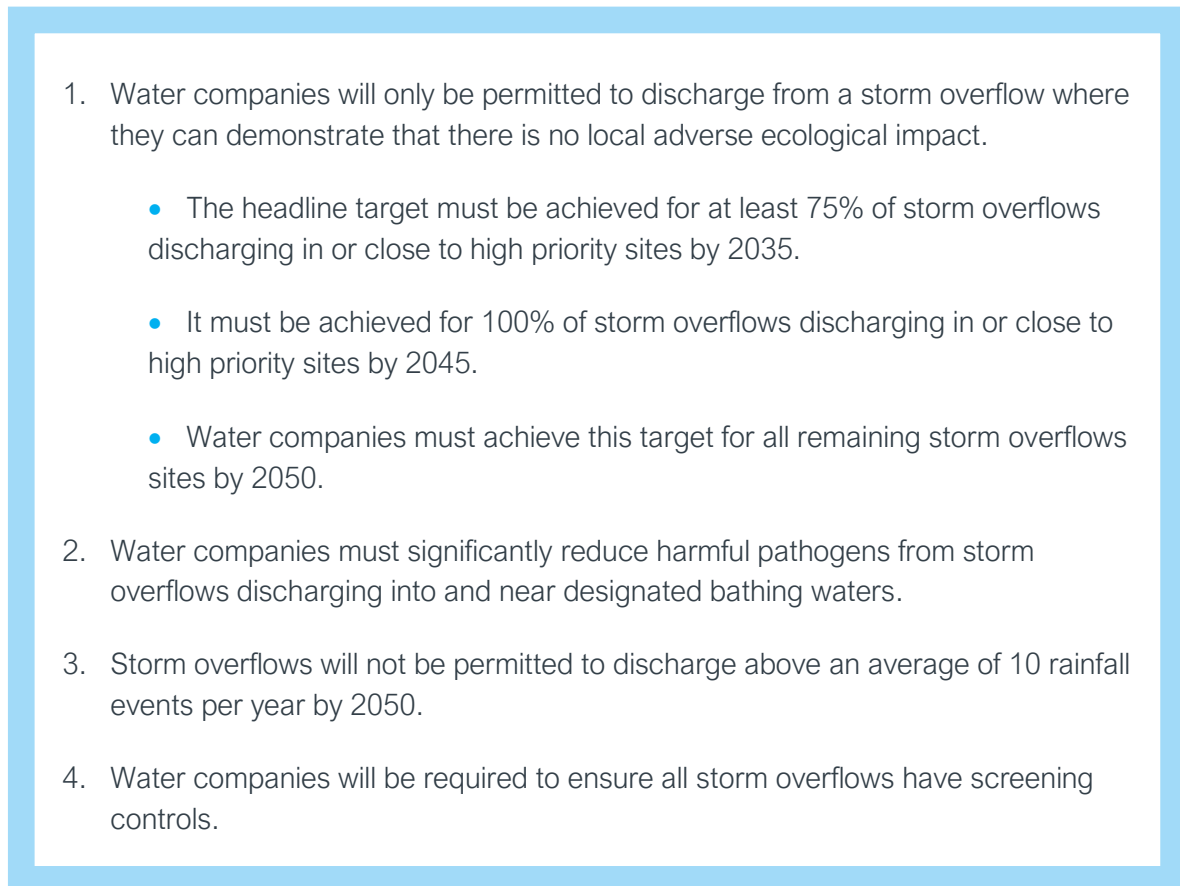 1. Water companies will only be permitted to discharge from a storm overflow where
they can demonstrate that there is no local adverse ecological impact.
• The headline target must be achieved for at least 75% of storm overflows
discharging in or close to high priority sites by 2035.
• It must be achieved for 100% of storm overflows discharging in or close to
high priority sites by 2045.
• Water companies must achieve this target for all remaining storm overflows
sites by 2050.
2. Water companies must significantly reduce harmful pathogens from storm
overflows discharging into and near designated bathing waters.
3. Storm overflows will not be permitted to discharge above an average of 10 rainfall
events per year by 2050.
4. Water companies will be required to ensure all storm overflows have screening
controls.